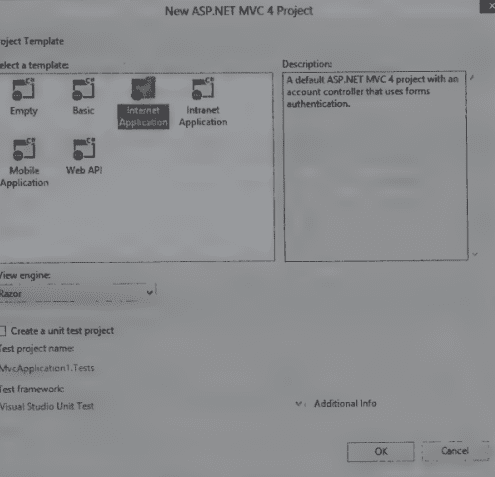 New ASP.NET MVC 4 Project
oject Template
elect a template:
Description:
Empty
Basic
Internet Application
Intranet Application
Mobile Application
Web API
A default ASP.NET MVC 4 project with an
account controller that uses forms
authentication.
View engine:
Razor
Create a unit test project
Test project name:
MvcApplication1.Tests
Test framework:
Visual Studio Unit Test
Additional Info
OK
Cancel